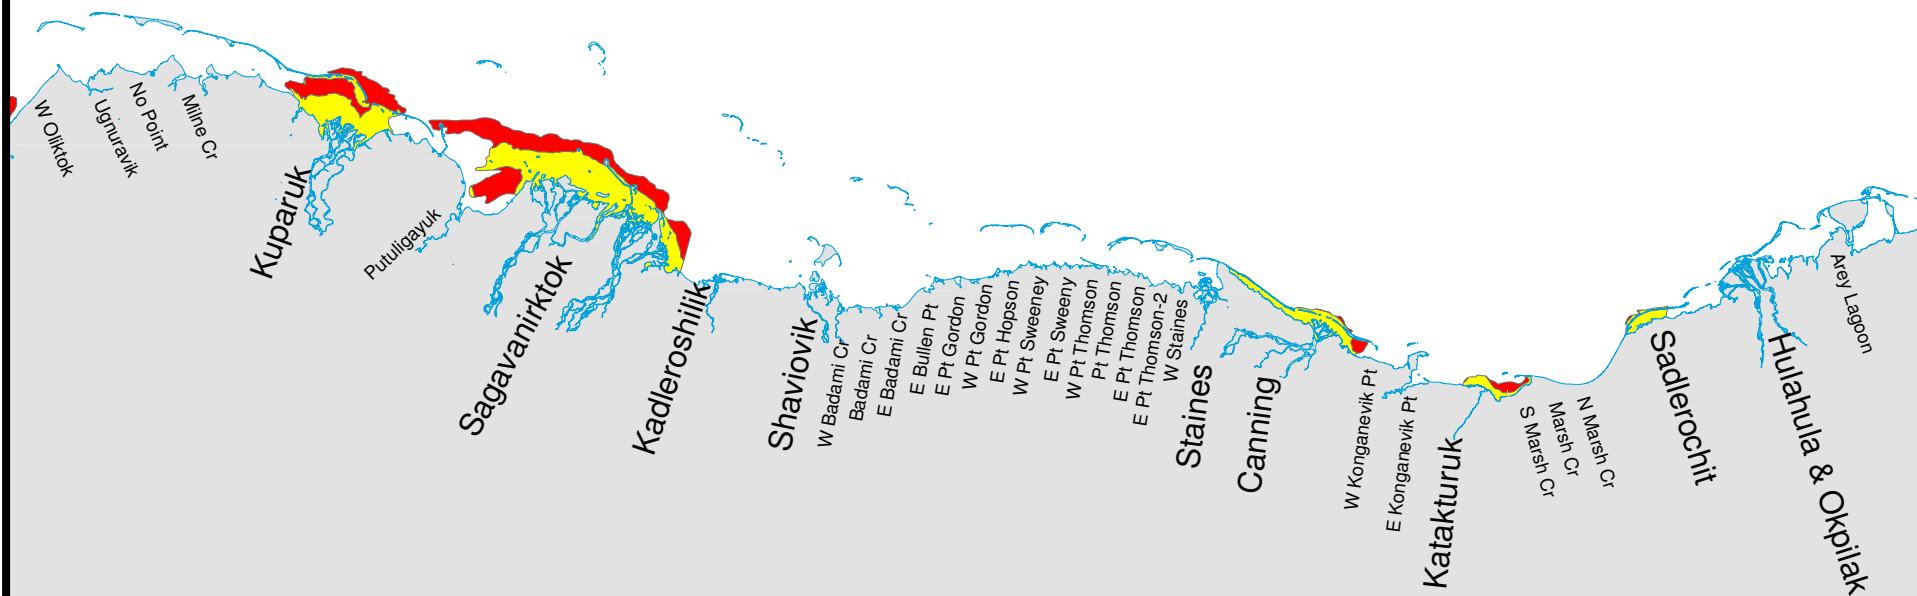 W Oliktok
Ugnuravik
No Point
Milne Cr
Kuparuk
Putuligayuk
Sagavanirktok
Kadleroshilik
Shaviovik
W Badami Cr
Badami Cr
E Badami Cr
E Bullen Pt
E Pt Gordon
W Pt Gordon
E Pt Hopson
W Pt Sweeney
E Pt Sweeny
W Pt Thomson
Pt Thomson
E Pt Thomson
E Pt Thomson-2
W Staines
Staines
Canning
W Konganevik Pt
E Konganevik Pt
Katakturuk
S Marsh Cr
Marsh Cr
N Marsh Cr
Sadlerochit
Hulahula & Okpilak
Arey Lagoon